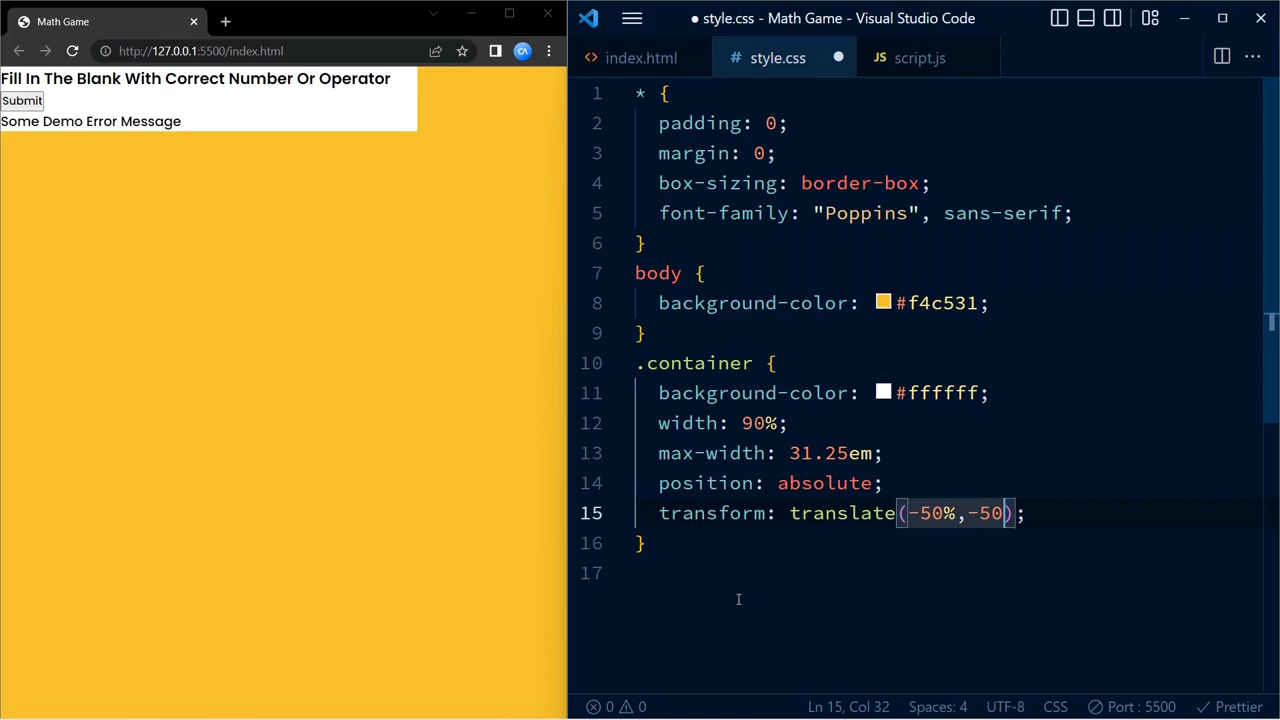 Math Game
http://127.0.0.1:5500/index.html
Fill In The Blank With Correct Number Or Operator
Submit
Some Demo Error Message
● style.css - Math Game - Visual Studio Code
<> index.html
# style.css ●
JS script.js
1 * {
2 padding: 0;
3 margin: 0;
4 box-sizing: border-box;
5 font-family: "Poppins", sans-serif;
6 }
7 body {
8 background-color: #f4c531;
9 }
10 .container {
11 background-color: #ffffff;
12 width: 90%;
13 max-width: 31.25em;
14 position: absolute;
15 transform: translate(-50%,-50);
16 }
17
0 0 Ln 15, Col 32 Spaces: 4 UTF-8 CSS Port : 5500 Prettier